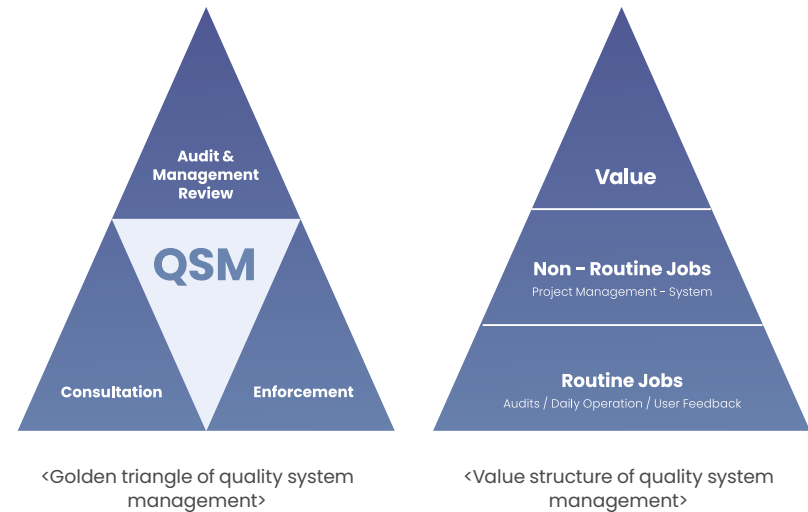 Audit &
Management
Review
QSM
Consultation
Enforcement
<Golden triangle of quality system
management>
Value
Non – Routine Jobs
Project Management – System
Routine Jobs
Audits / Daily Operation / User Feedback
<Value structure of quality system
management>